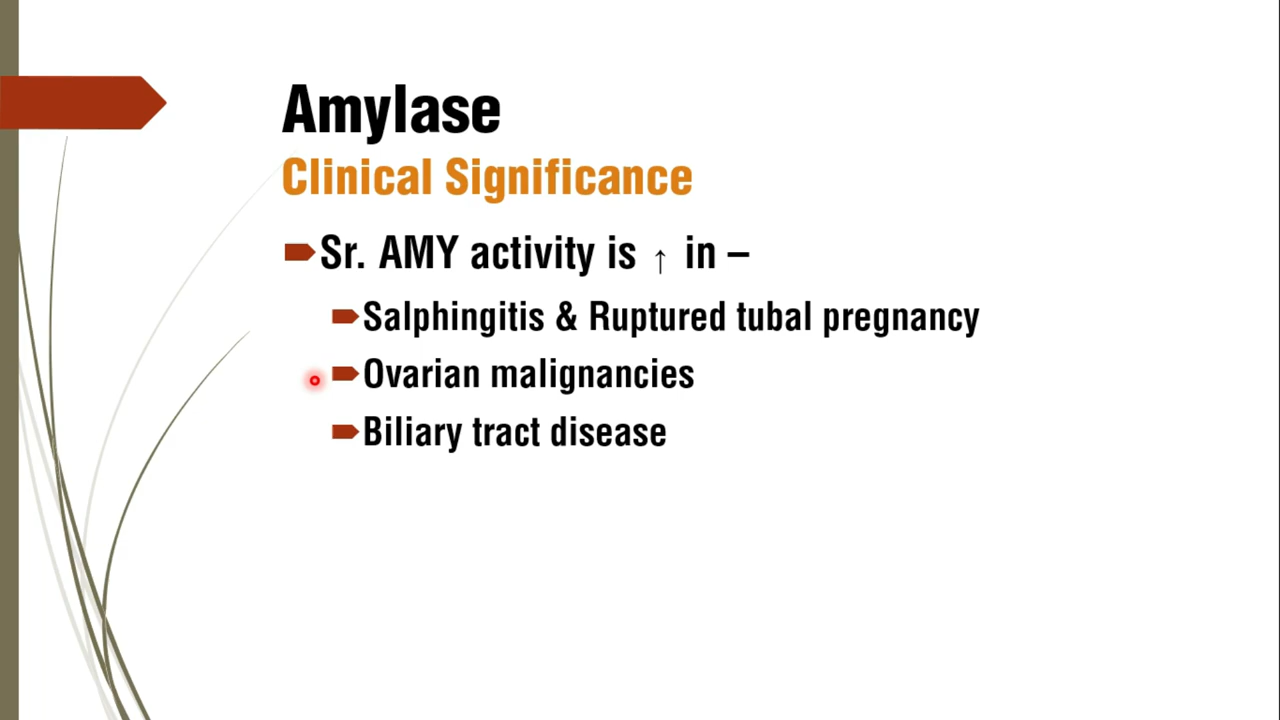 Amylase
Clinical Significance
Sr. AMY activity is ↑ in –
Salphingitis & Ruptured tubal pregnancy
Ovarian malignancies
Biliary tract disease